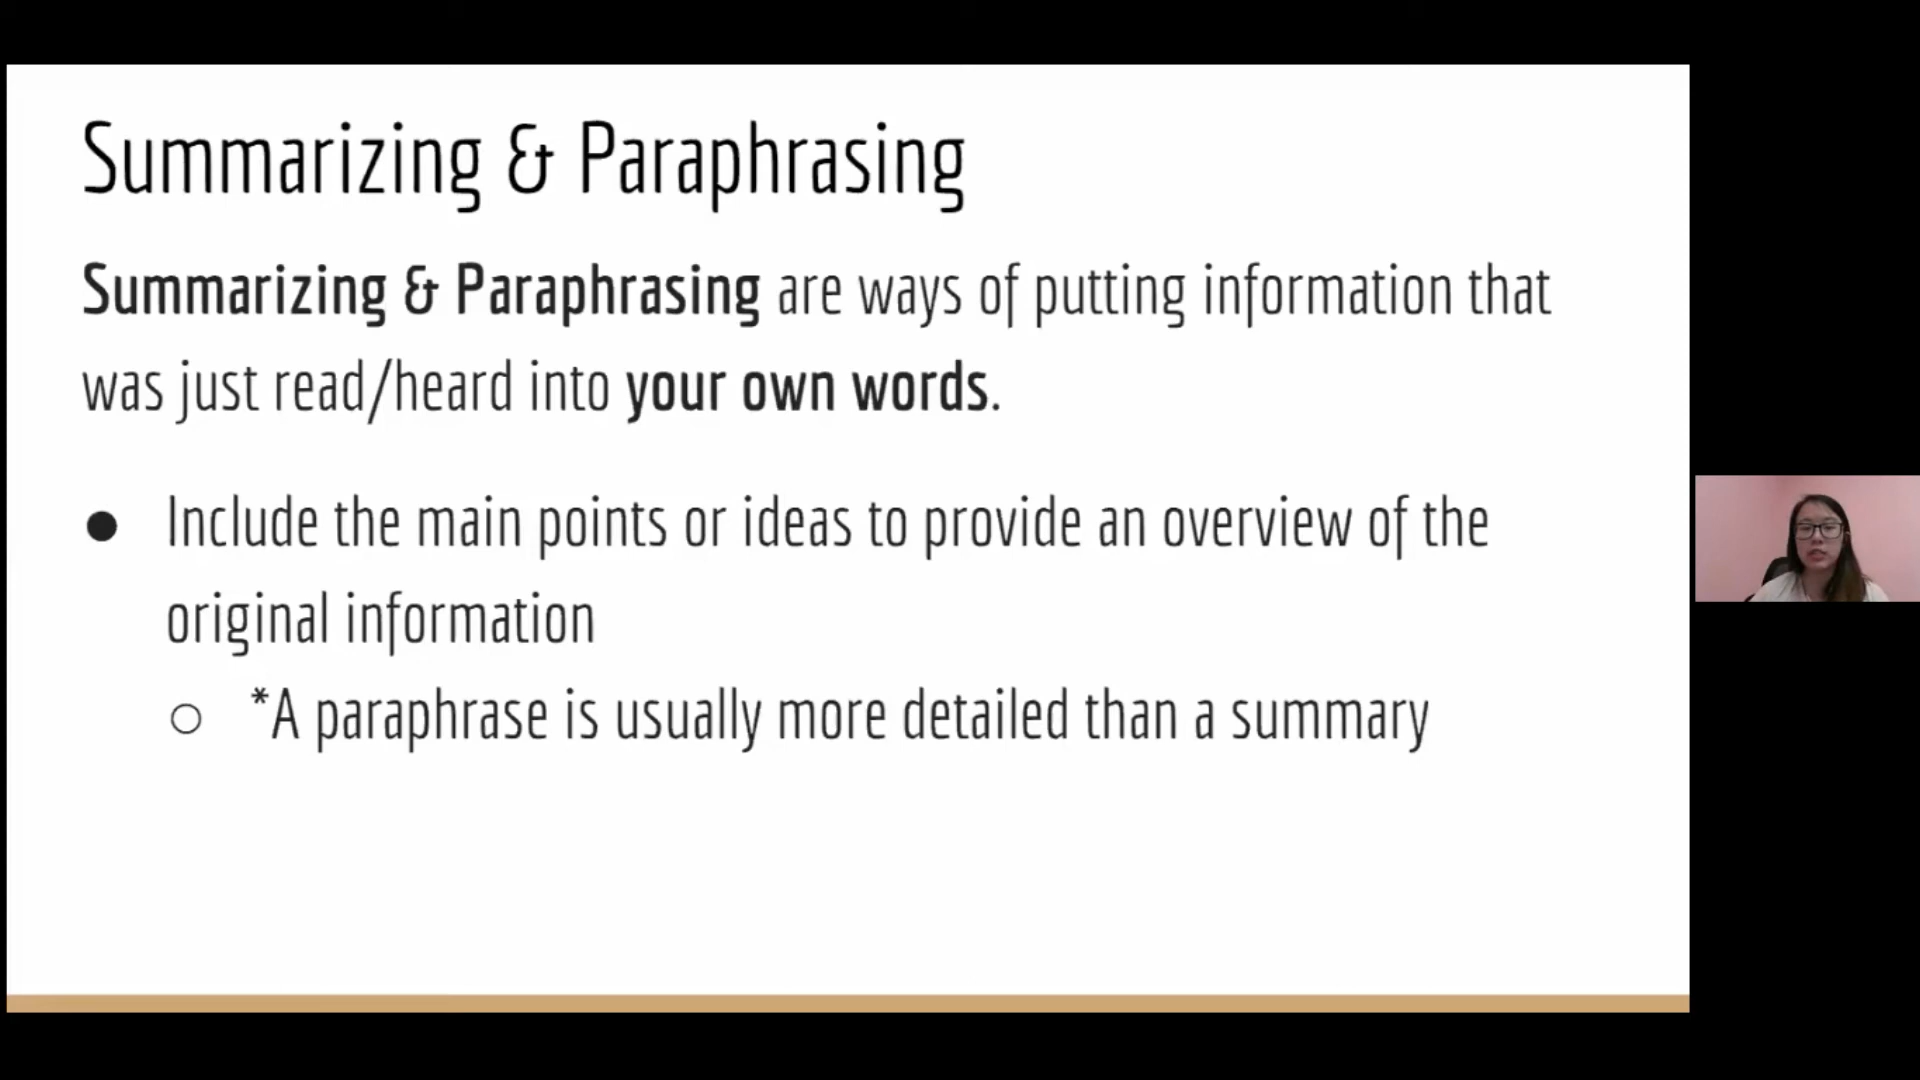 Summarizing & Paraphrasing
Summarizing & Paraphrasing are ways of putting information that
was just read/heard into your own words.
● Include the main points or ideas to provide an overview of the
original information
○ *A paraphrase is usually more detailed than a summary